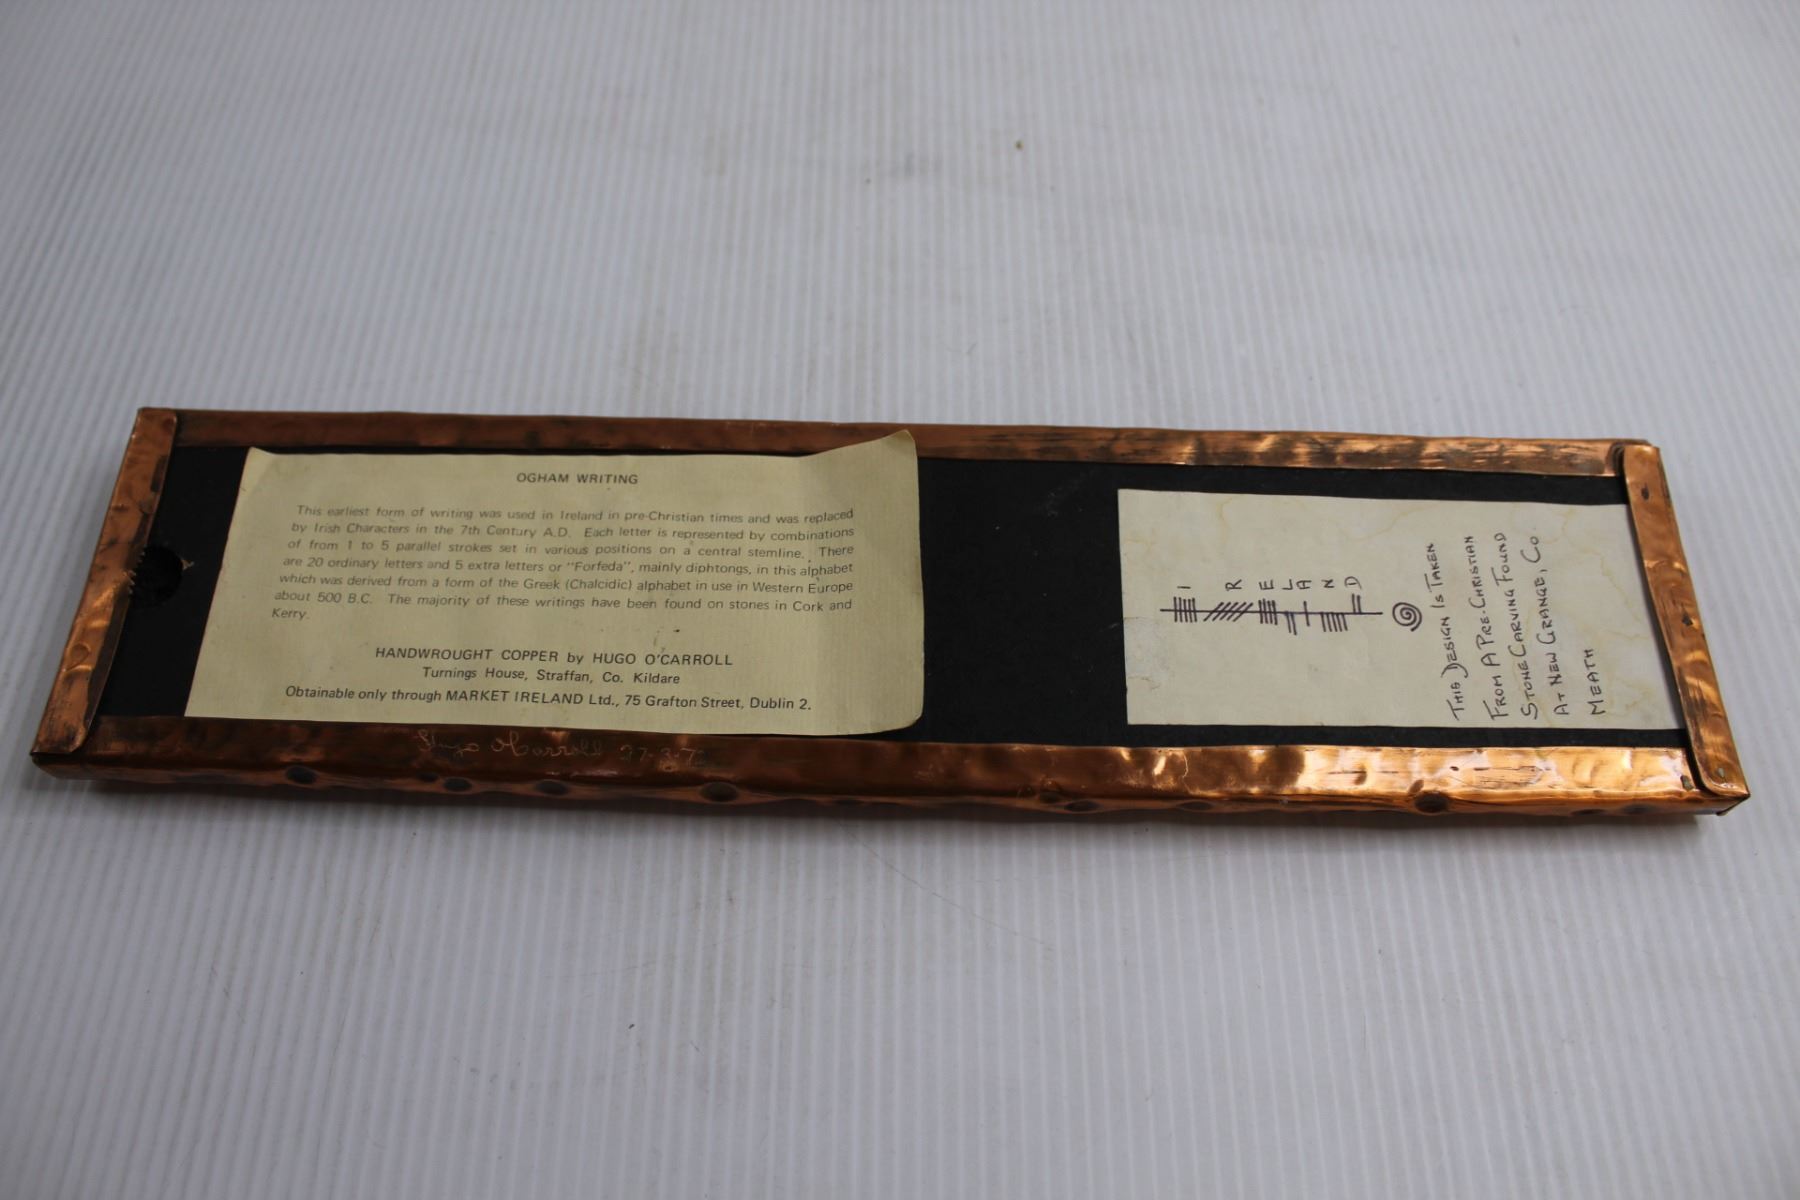 OGHAM WRITING
This earliest form of writing was used in Ireland in pre-Christian times and was replaced
by Irish Characters in the 7th Century A.D. Each letter is represented by combinations
of from 1 to 5 parallel strokes set in various positions on a central stemline. There
are 20 ordinary letters and 5 extra letters or "Forfeda", mainly diphtongs, in this alphabet
which was derived from a form of the Greek (Chalcidic) alphabet in use in Western Europe
about 500 B.C. The majority of these writings have been found on stones in Cork and
Kerry.
HANDWROUGHT COPPER by HUGO O'CARROLL
Turnings House, Straffan, Co. Kildare
Obtainable only through MARKET IRELAND Ltd., 75 Grafton Street, Dublin 2.
Hugo O'Carroll 27.3.72
IRELAND
THIS DESIGN IS TAKEN
FROM A PRE-CHRISTIAN
STONE CARVING FOUND
AT NEW GRANGE, CO
MEATH